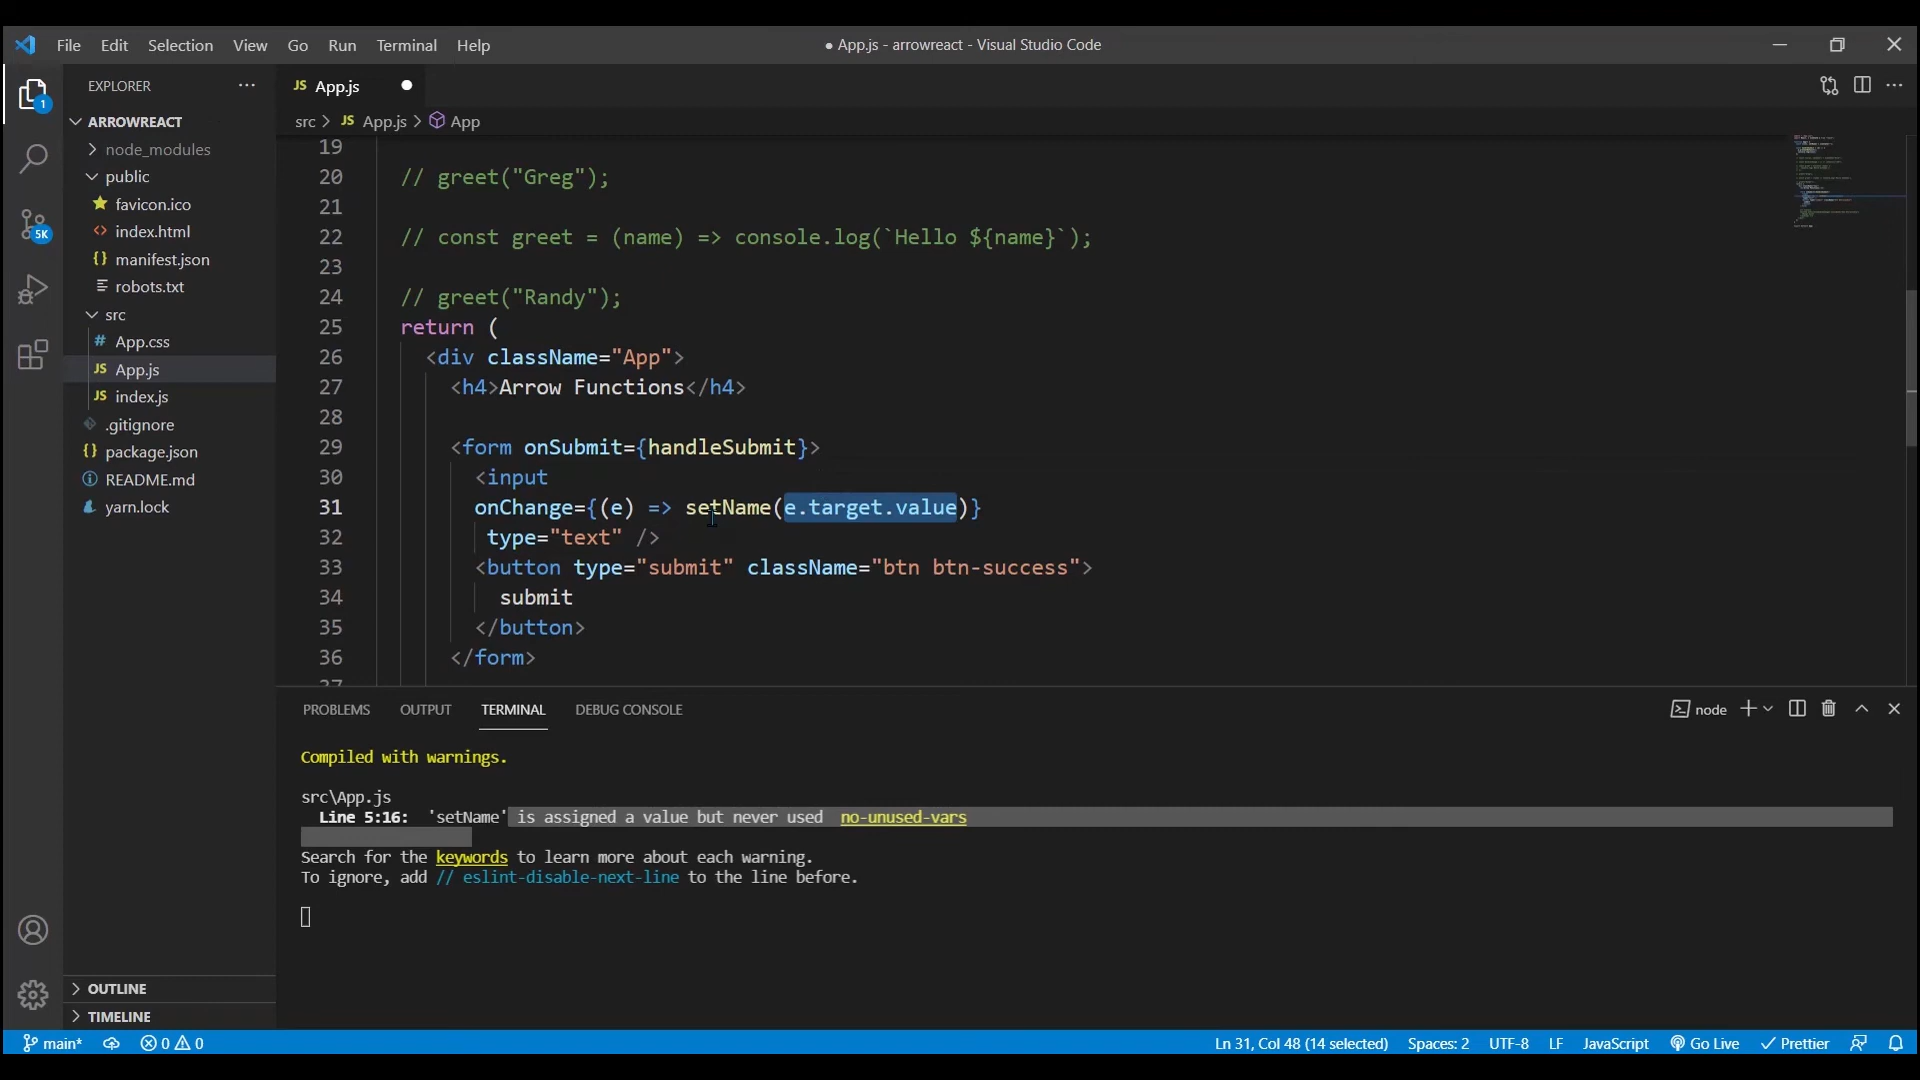 File Edit Selection View Go Run Terminal Help
● App.js - arrowreact - Visual Studio Code
EXPLORER
JS App.js
src > JS App.js > App
1
5K
ARROWREACT
node_modules
public
favicon.ico
<> index.html
{} manifest.json
robots.txt
src
# App.css
JS App.js
JS index.js
.gitignore
{} package.json
README.md
yarn.lock
OUTLINE
TIMELINE
19
20 // greet("Greg");
21
22 // const greet = (name) => console.log(`Hello ${name}`);
23
24 // greet("Randy");
25 return (
26 <div className="App">
27 <h4>Arrow Functions</h4>
28
29 <form onSubmit={handleSubmit}>
30 <input
31 onChange={(e) => setName(e.target.value)}
32 type="text" />
33 <button type="submit" className="btn btn-success">
34 submit
35 </button>
36 </form>
37
PROBLEMS OUTPUT TERMINAL DEBUG CONSOLE
node
Compiled with warnings.
src\App.js
Line 5:16: 'setName' is assigned a value but never used no-unused-vars
Search for the keywords to learn more about each warning.
To ignore, add // eslint-disable-next-line to the line before.
main* 0 0 Ln 31, Col 48 (14 selected) Spaces: 2 UTF-8 LF JavaScript Go Live Prettier